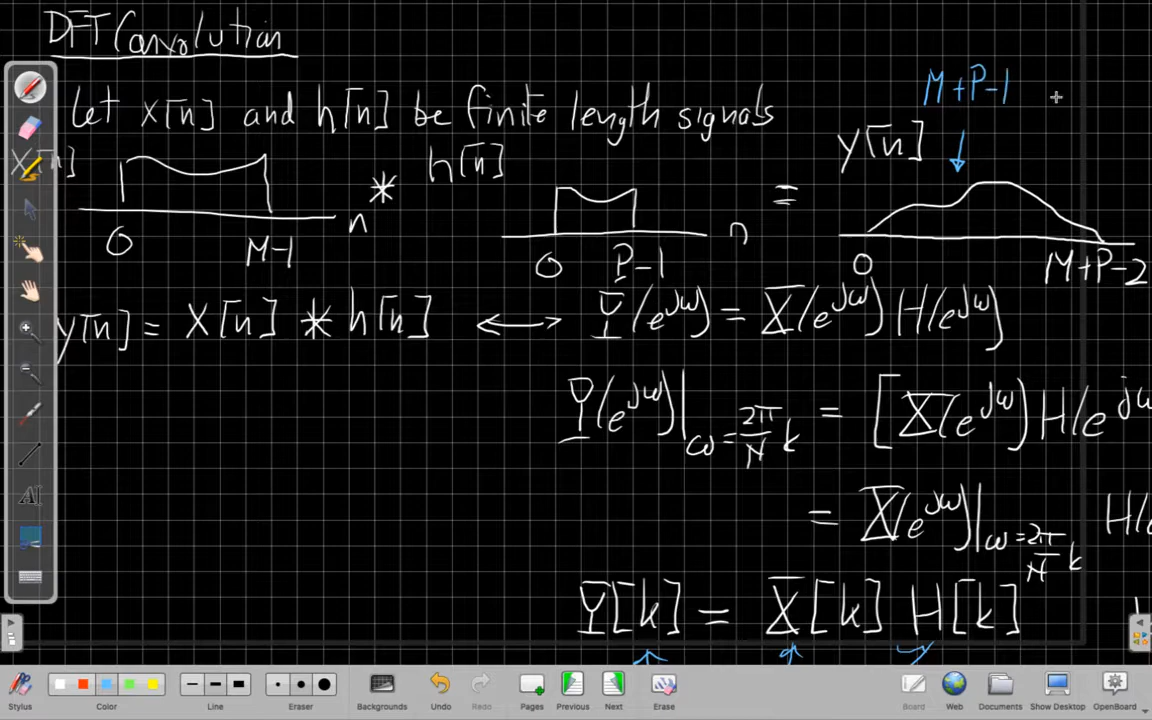 DFT Convolution
Let x[n] and h[n] be finite length signals
M+P-1
x[n] * h[n] = y[n]
0 M-1 n
0 P-1 n
0 M+P-2
y[n] = x[n] * h[n] ⟷ Y(e^jω) = X(e^jω) H(e^jω)
Y(e^jω)|ω=2π/N k = [X(e^jω) H(e^jω
= X(e^jω)|ω=2π/N k H(e
Y[k] = X[k] H[k]
Stylus Color Line Eraser Backgrounds Undo Redo Pages Previous Next Erase Board Web Documents Show Desktop OpenBoard